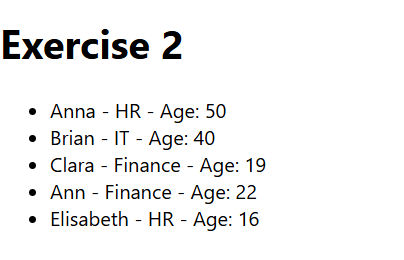 Exercise 2
• Anna - HR - Age: 50
• Brian - IT - Age: 40
• Clara - Finance - Age: 19
• Ann - Finance - Age: 22
• Elisabeth - HR - Age: 16